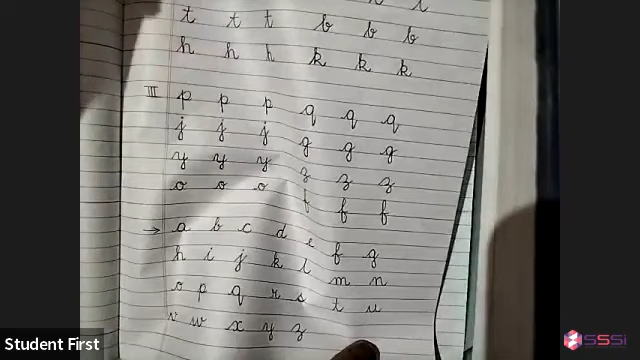 t t t b b b
h h h k k k
III p p p q q q
j j j g g g
y y y z z z
o o o f f f
→ a b c d e f g
h i j k l m n
o p q r s t u
v w x y z
Student First
SSSi